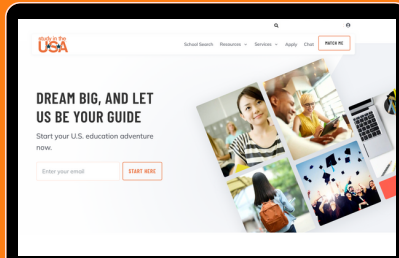 study in the
USA
School Search Resources Services Apply Chat MATCH ME
DREAM BIG, AND LET
US BE YOUR GUIDE
Start your U.S. education adventure
now.
Enter your email START HERE